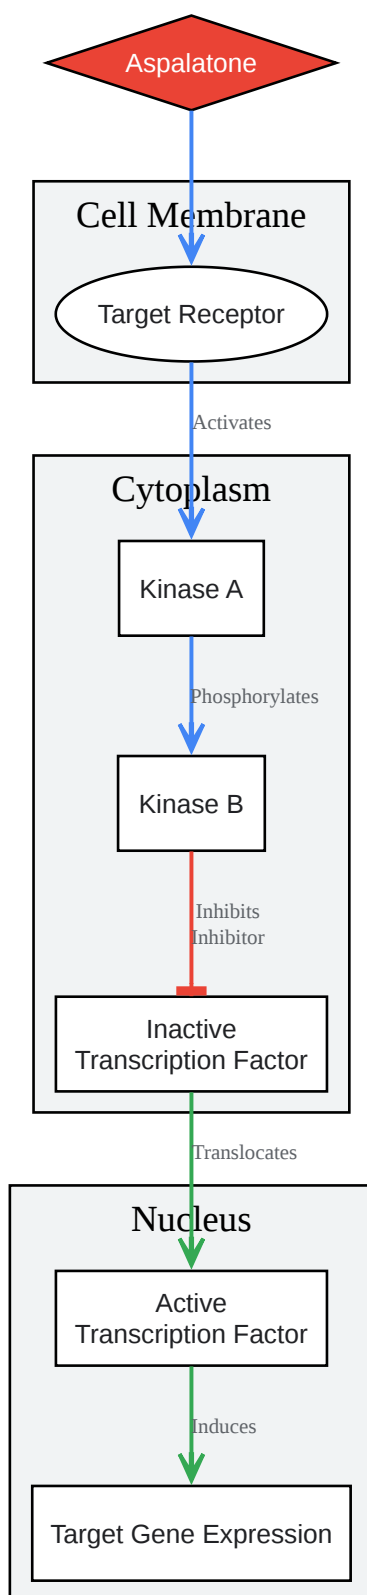 Aspalatone
Cell Membrane
Target Receptor
Activates
Cytoplasm
Kinase A
Phosphorylates
Kinase B
Inhibits
Inhibitor
Inactive
Transcription Factor
Translocates
Nucleus
Active
Transcription Factor
Induces
Target Gene Expression